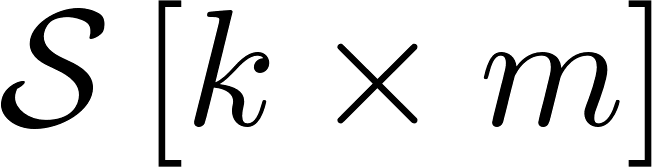 𝒮 [k × m]